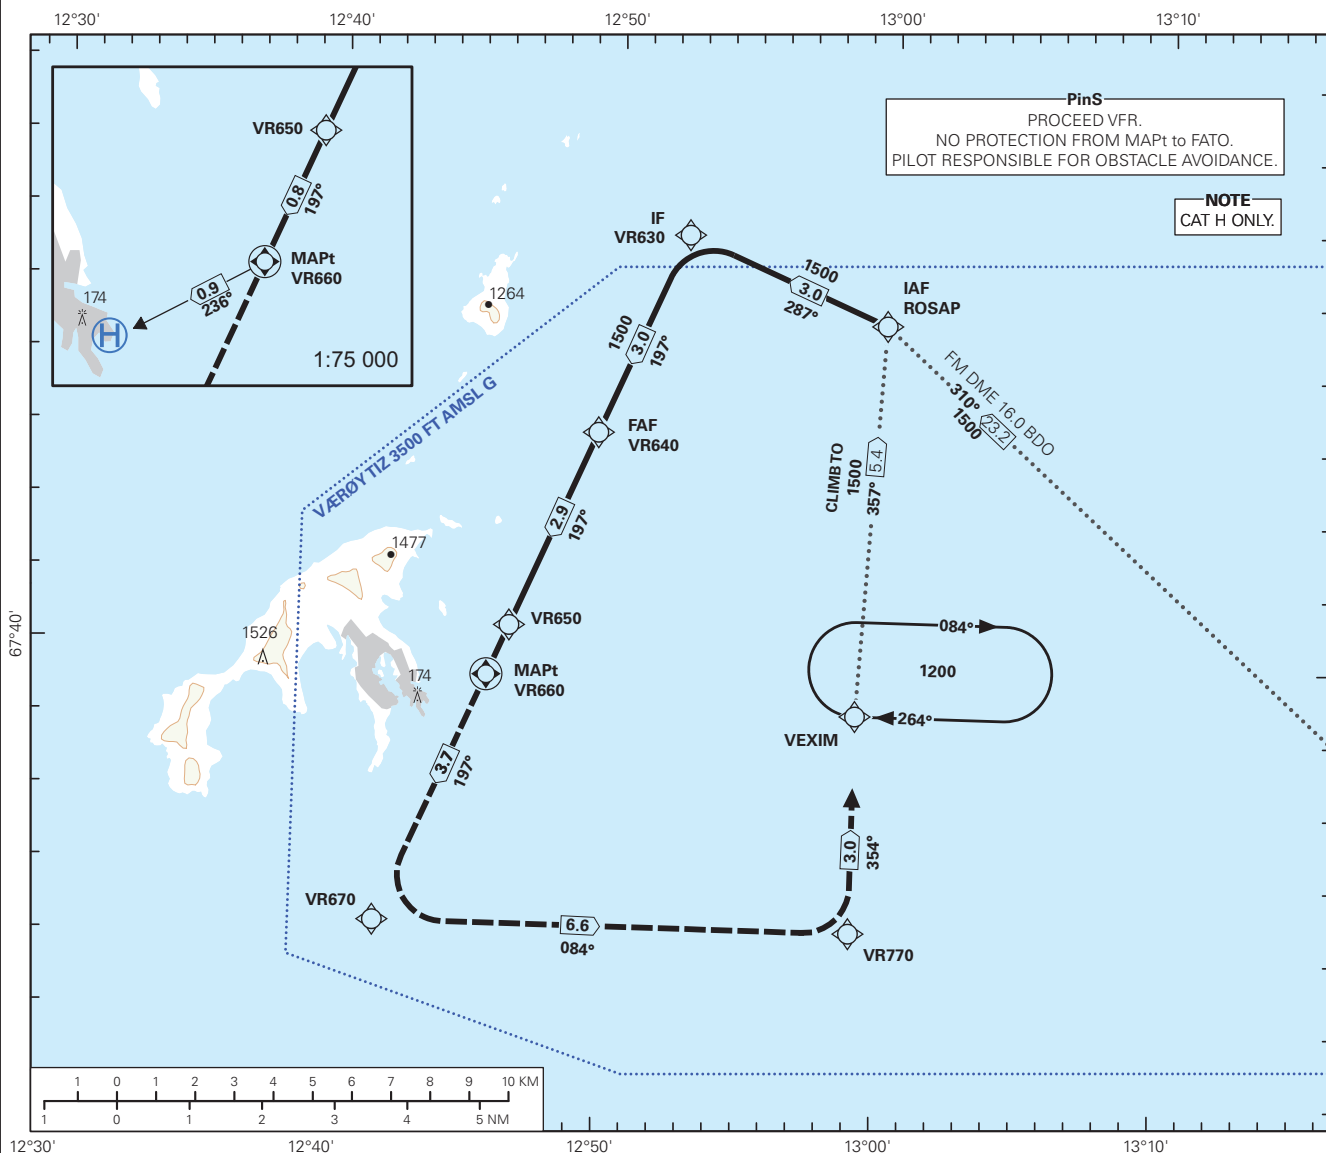 12°30' 12°40' 12°50' 13°00' 13°10'
VR650
0.8
197°
MAPt
VR660
0.9
236°
174
H
1:75 000
PinS
PROCEED VFR.
NO PROTECTION FROM MAPt to FATO.
PILOT RESPONSIBLE FOR OBSTACLE AVOIDANCE.
NOTE
CAT H ONLY.
IF
VR630
1500
3.0
287°
IAF
ROSAP
1264
1500
3.0
197°
FM DME 16.0 BDO
310°
23.2
1500
VÆRØY TIZ 3500 FT AMSL G
FAF
VR640
CLIMB TO
1500
5.4
357°
2.9
197°
1477
VR650
67°40'
1526
084°
1200
264°
MAPt
VR660
174
VEXIM
3.7
197°
3.0
354°
VR670
6.6
084°
VR770
1 0 1 2 3 4 5 6 7 8 9 10 KM
1 0 1 2 3 4 5 NM
12°30' 12°40' 12°50' 13°00' 13°10'